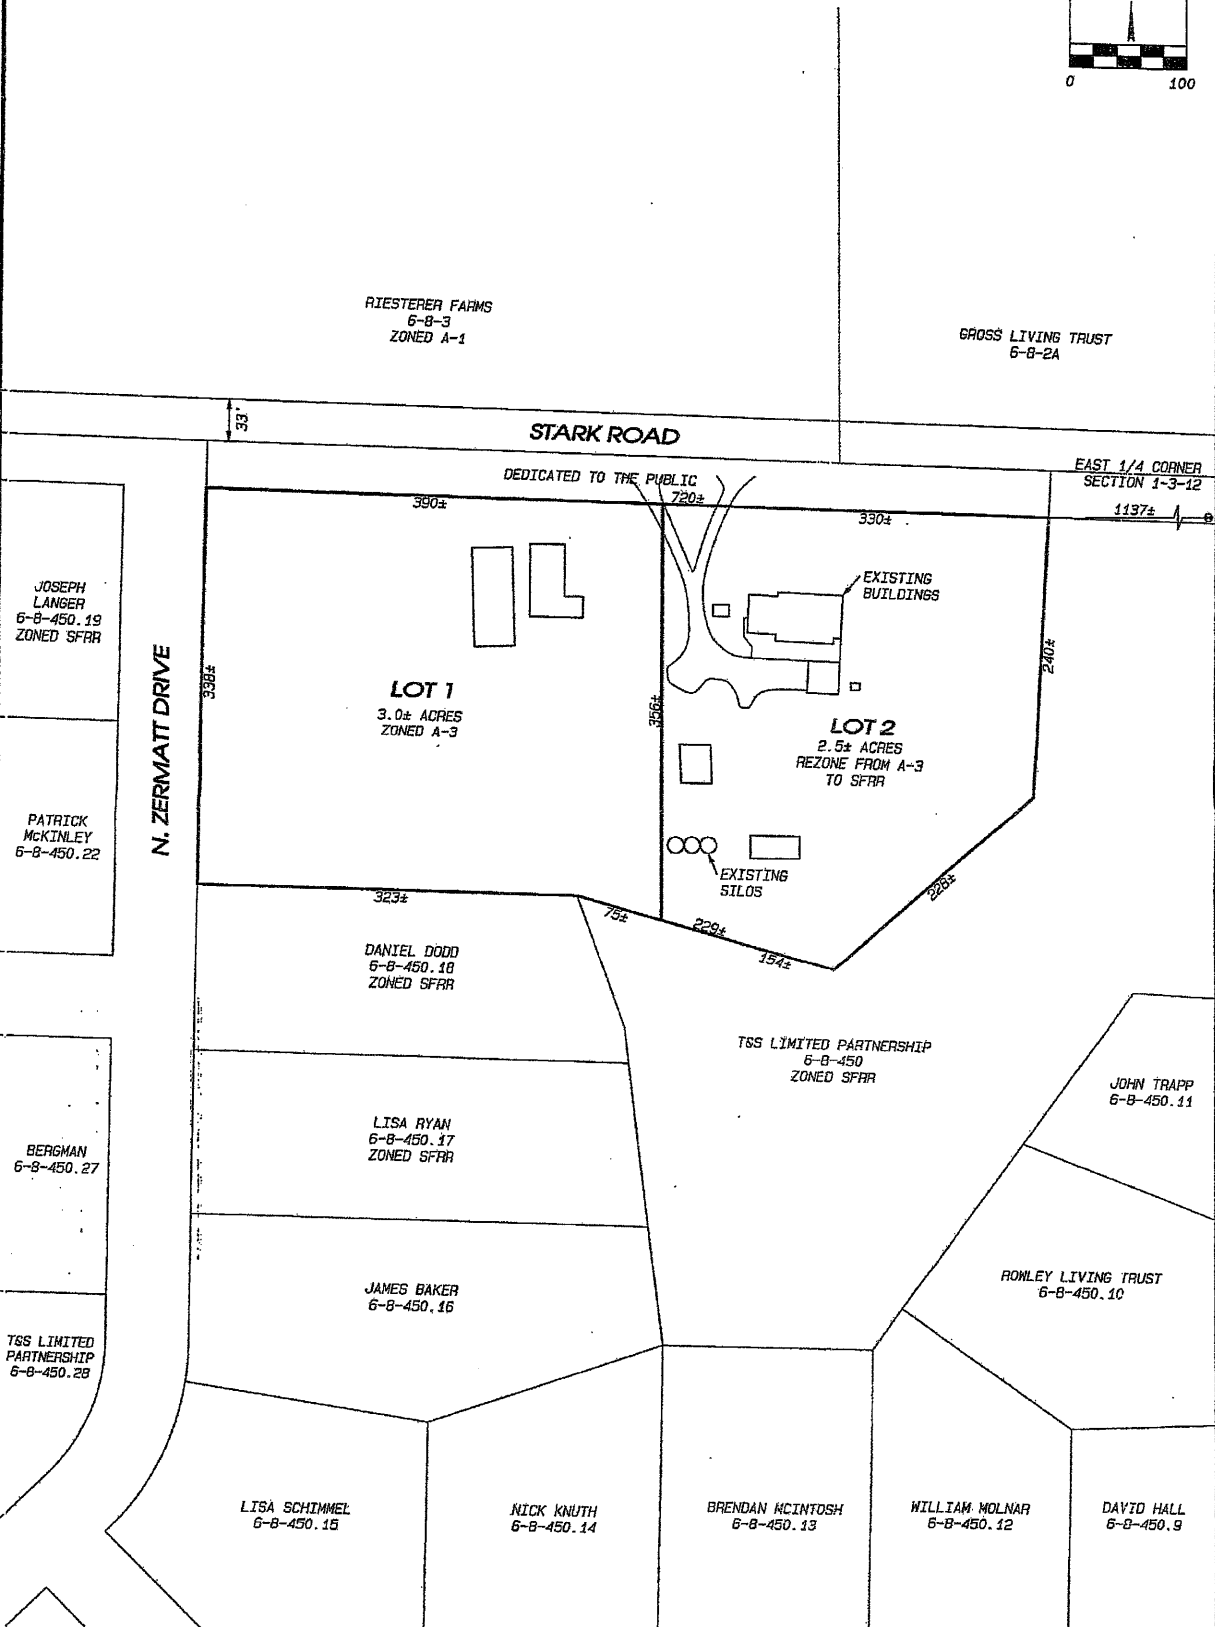 0 100
RIESTERER FARMS
6-8-3
ZONED A-1
GROSS LIVING TRUST
6-8-2A
33'
STARK ROAD
EAST 1/4 CORNER
SECTION 1-3-12
DEDICATED TO THE PUBLIC
390±
720±
330±
1137±
JOSEPH
LANGER
6-8-450.19
ZONED SFRR
EXISTING
BUILDINGS
N. ZERMATT DRIVE
338±
LOT 1
3.0± ACRES
ZONED A-3
356±
240±
LOT 2
2.5± ACRES
REZONE FROM A-3
TO SFRR
PATRICK
McKINLEY
6-8-450.22
EXISTING
SILOS
323±
75±
229±
154±
228±
DANIEL DODD
6-8-450.18
ZONED SFRR
T&S LIMITED PARTNERSHIP
6-8-450
ZONED SFRR
JOHN TRAPP
6-8-450.11
LISA RYAN
6-8-450.17
ZONED SFRR
BERGMAN
6-8-450.27
JAMES BAKER
6-8-450.16
ROWLEY LIVING TRUST
6-8-450.10
T&S LIMITED
PARTNERSHIP
6-8-450.28
LISA SCHIMMEL
6-8-450.15
NICK KNUTH
6-8-450.14
BRENDAN MCINTOSH
6-8-450.13
WILLIAM MOLNAR
6-8-450.12
DAVID HALL
6-8-450.9